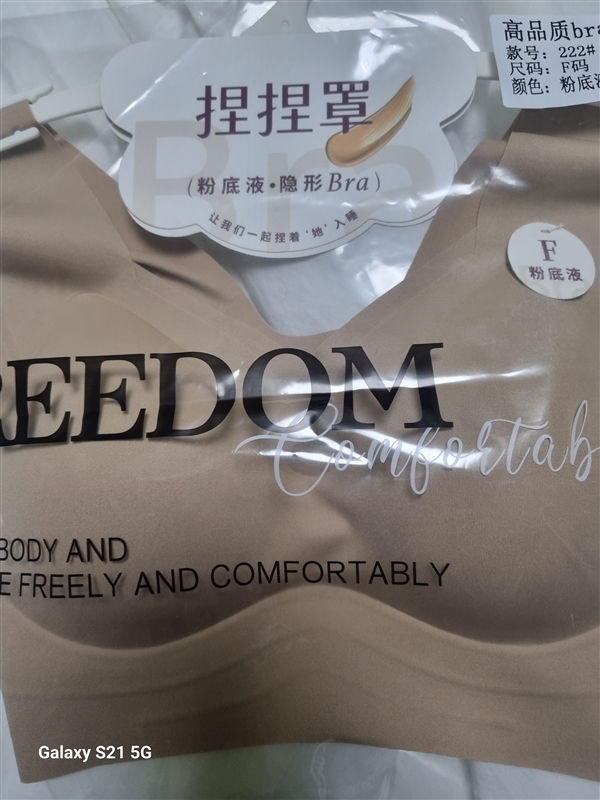 高品质bra
款号：222#
尺码：F码
颜色：粉底液
捏捏罩
Bra
（粉底液•隐形Bra）
让我们一起捏着‘她’入睡
F
粉底液
REEDOM
Comfortab
BODY AND
E FREELY AND COMFORTABLY
Galaxy S21 5G